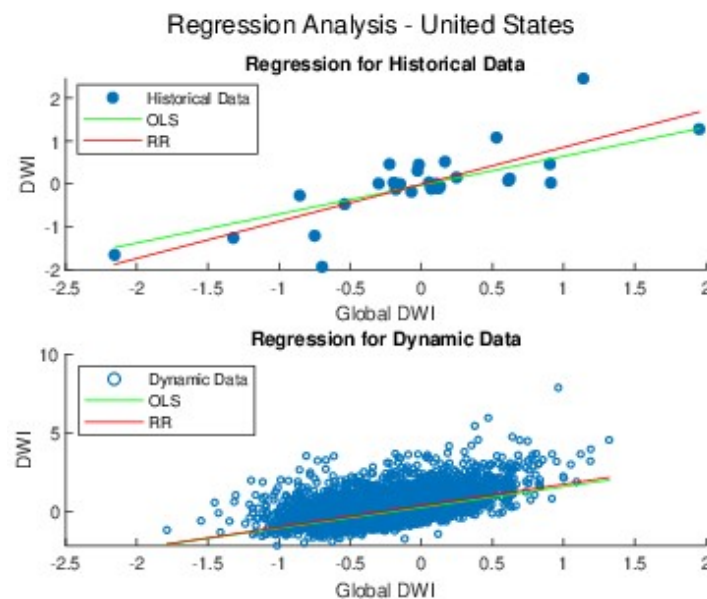 Regression Analysis - United States
Regression for Historical Data
Historical Data
OLS
RR
DWI
2
1
0
-1
-2
-2.5 -2 -1.5 -1 -0.5 0 0.5 1 1.5 2
Global DWI
Regression for Dynamic Data
Dynamic Data
OLS
RR
DWI
10
5
0
-2.5 -2 -1.5 -1 -0.5 0 0.5 1 1.5 2
Global DWI